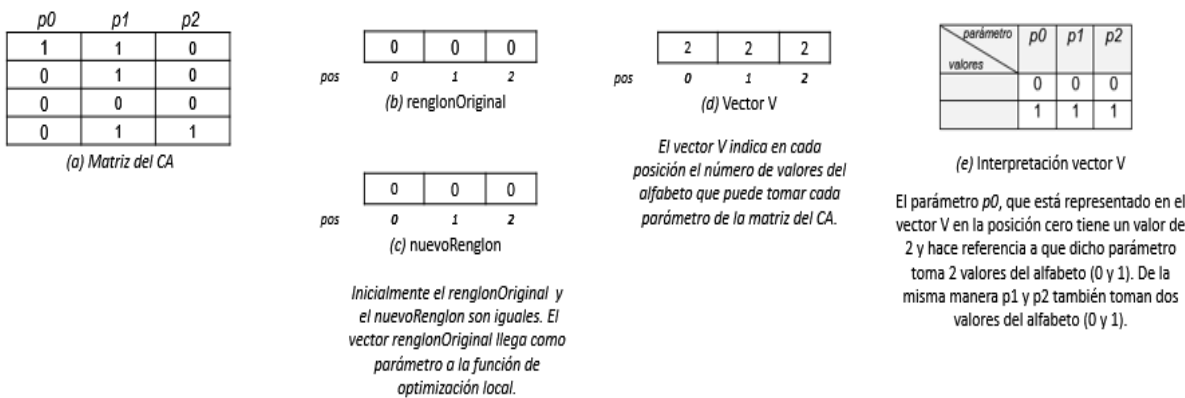 p0 p1 p2
1 1 0
0 1 0
0 0 0
0 1 1
(a) Matriz del CA
0 0 0
pos 0 1 2
(b) renglonOriginal
0 0 0
pos 0 1 2
(c) nuevoRenglon
Inicialmente el renglonOriginal y
el nuevoRenglon son iguales. El
vector renglonOriginal llega como
parámetro a la función de
optimización local.
2 2 2
pos 0 1 2
(d) Vector V
El vector V indica en cada
posición el número de valores del
alfabeto que puede tomar cada
parámetro de la matriz del CA.
parámetro p0 p1 p2
valores
0 0 0
1 1 1
(e) Interpretación vector V
El parámetro p0, que está representado en el
vector V en la posición cero tiene un valor de
2 y hace referencia a que dicho parámetro
toma 2 valores del alfabeto (0 y 1). De la
misma manera p1 y p2 también toman dos
valores del alfabeto (0 y 1).